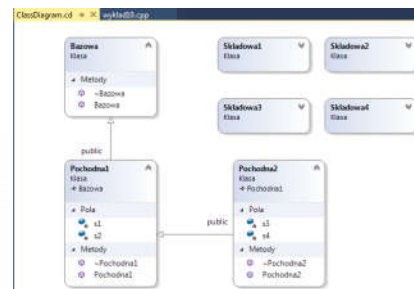 ClassDiagram.cd
wyklad10.cpp
Bazowa
Klasa
Metody
~Bazowa
Bazowa
Skladowa1
Klasa
Skladowa2
Klasa
Skladowa3
Klasa
Skladowa4
Klasa
public
Pochodna1
Klasa
Bazowa
Pola
s1
s2
Metody
~Pochodna1
Pochodna1
public
Pochodna2
Klasa
Pochodna1
Pola
s3
s4
Metody
~Pochodna2
Pochodna2